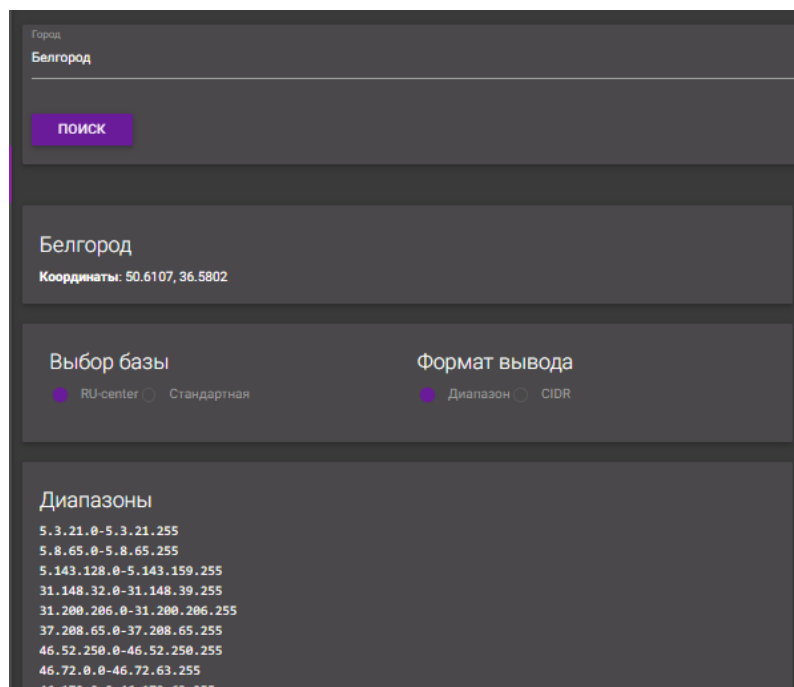 Город
Белгород
ПОИСК
Белгород
Координаты: 50.6107, 36.5802
Выбор базы
RU-center Стандартная
Формат вывода
Диапазон CIDR
Диапазоны
5.3.21.0-5.3.21.255
5.8.65.0-5.8.65.255
5.143.128.0-5.143.159.255
31.148.32.0-31.148.39.255
31.200.206.0-31.200.206.255
37.208.65.0-37.208.65.255
46.52.250.0-46.52.250.255
46.72.0.0-46.72.63.255